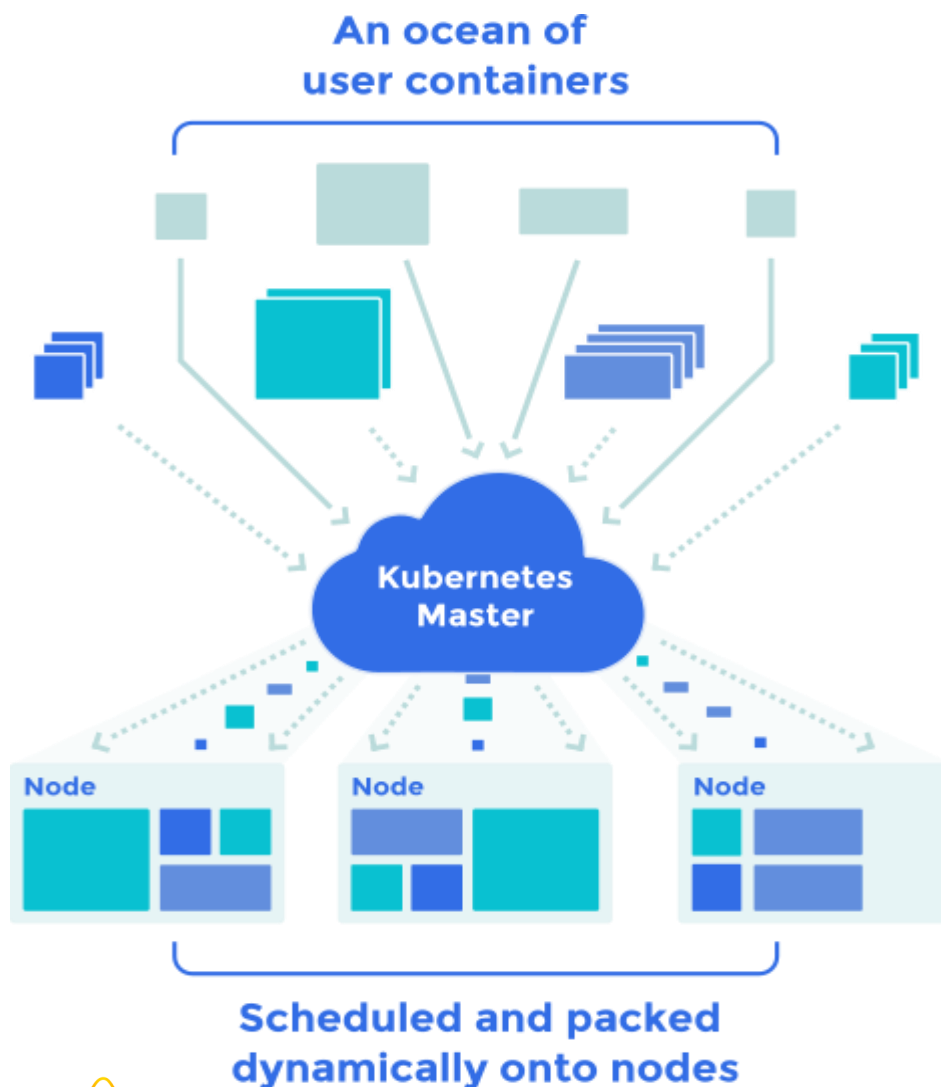 An ocean of
user containers
Kubernetes
Master
Node
Node
Node
Scheduled and packed
dynamically onto nodes